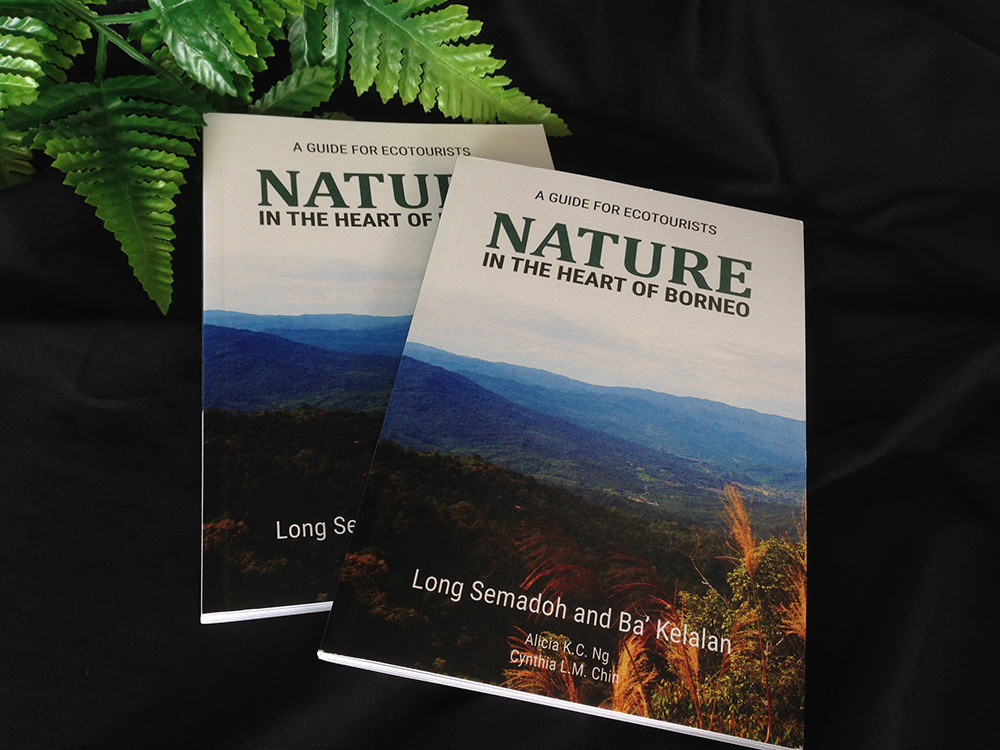 A GUIDE FOR ECOTOURISTS
NATU
IN THE HEART OF
Long Se
A GUIDE FOR ECOTOURISTS
NATURE
IN THE HEART OF BORNEO
Long Semadoh and Ba’ Kelalan
Alicia K.C. Ng
Cynthia L.M. Chin